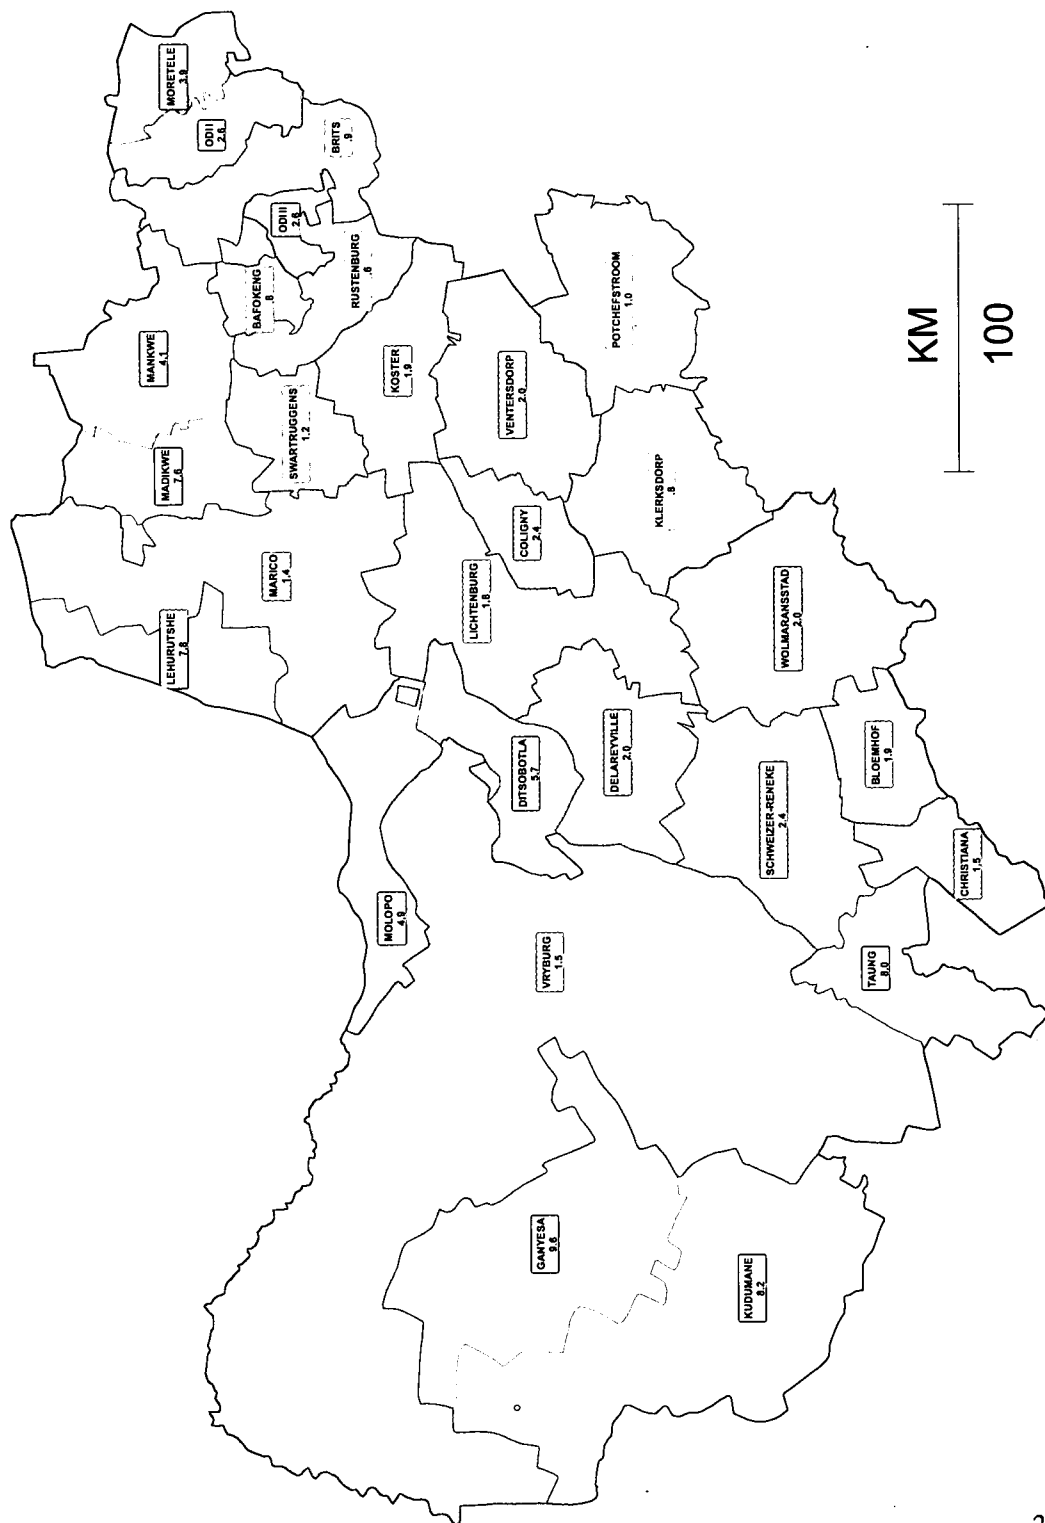 MORETELE
3.9
ODII
2.6
BRITS
.9
ODIII
2.6
BAFOKENG
.8
RUSTENBURG
.6
MANKWE
4.1
KOSTER
1.9
SWARTRUGGENS
1.2
MADIKWE
7.6
VENTERSDORP
2.0
POTCHEFSTROOM
1.0
KLERKSDORP
.8
COLIGNY
2.4
MARICO
1.4
LICHTENBURG
1.8
LEHURUTSHE
7.8
WOLMARANSSTAD
2.0
DELAREYVILLE
2.0
DITSOBOTLA
5.7
BLOEMHOF
1.9
SCHWEIZER-RENEKE
2.4
CHRISTIANA
1.5
MOLOPO
4.9
VRYBURG
1.5
TAUNG
8.0
GANYESA
9.6
KUDUMANE
8.2
KM
100
2